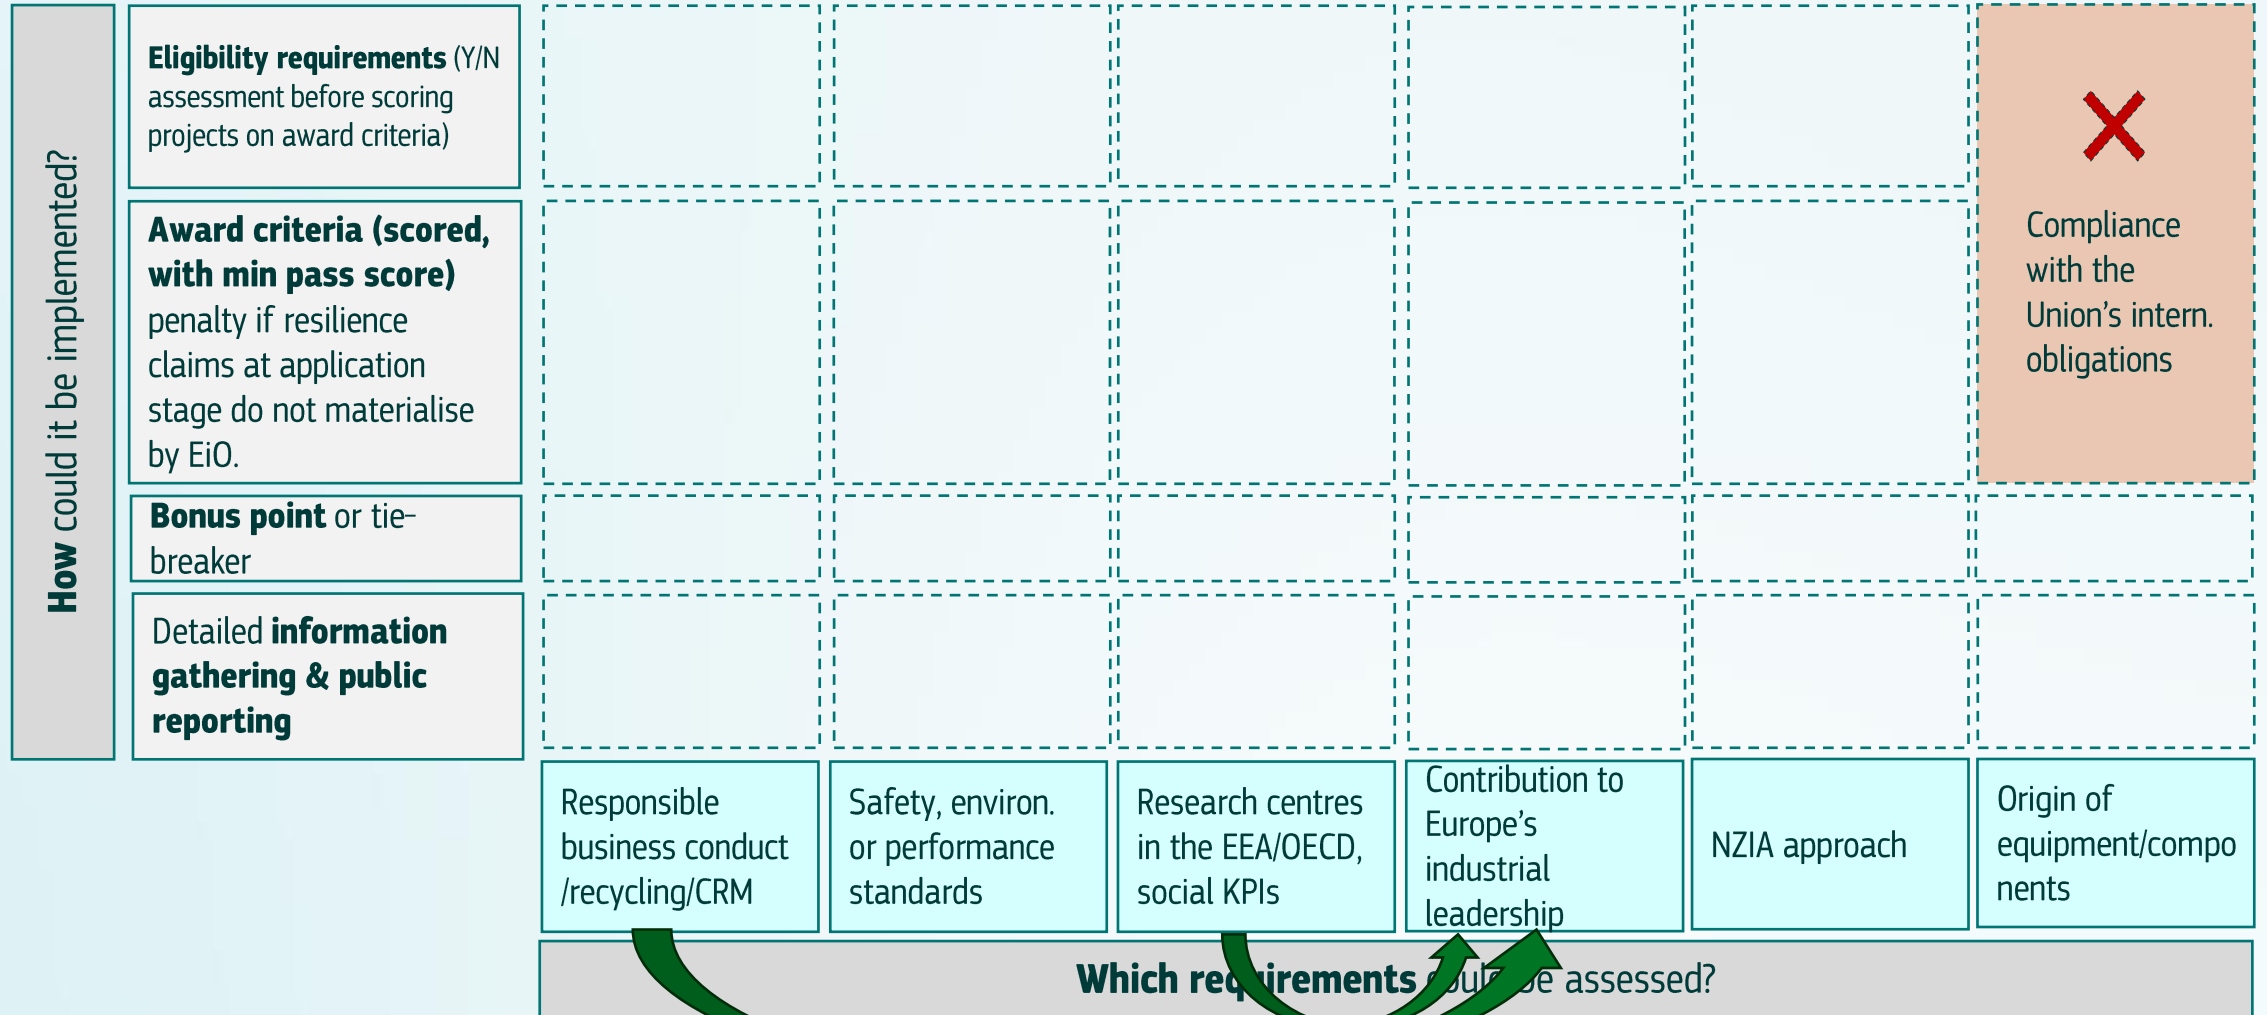 How could it be implemented?
Eligibility requirements (Y/N
assessment before scoring
projects on award criteria)
Award criteria (scored,
with min pass score)
penalty if resilience
claims at application
stage do not materialise
by EiO.
Bonus point or tie-
breaker
Detailed information
gathering & public
reporting
Compliance
with the
Union's intern.
obligations
Responsible
business conduct
/recycling/CRM
Safety, environ.
or performance
standards
Research centres
in the EEA/OECD,
social KPIs
Contribution to
Europe's
industrial
leadership
NZIA approach
Origin of
equipment/compo
nents
Which requirements could be assessed?